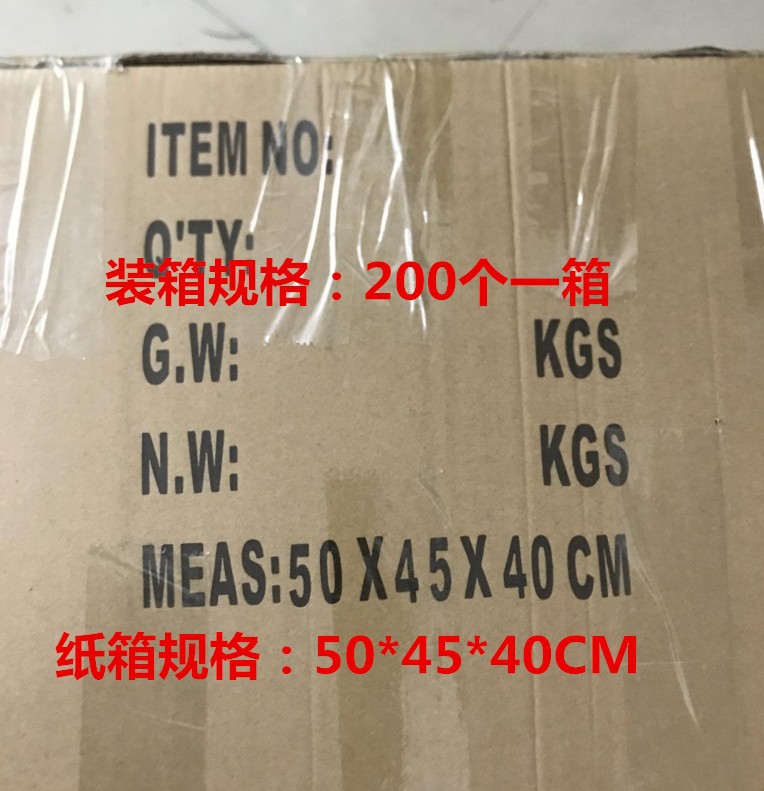 ITEM NO:
Q'TY:
装箱规格：200个一箱
G.W: KGS
N.W: KGS
MEAS:50 X 45 X 40 CM
纸箱规格：50*45*40CM